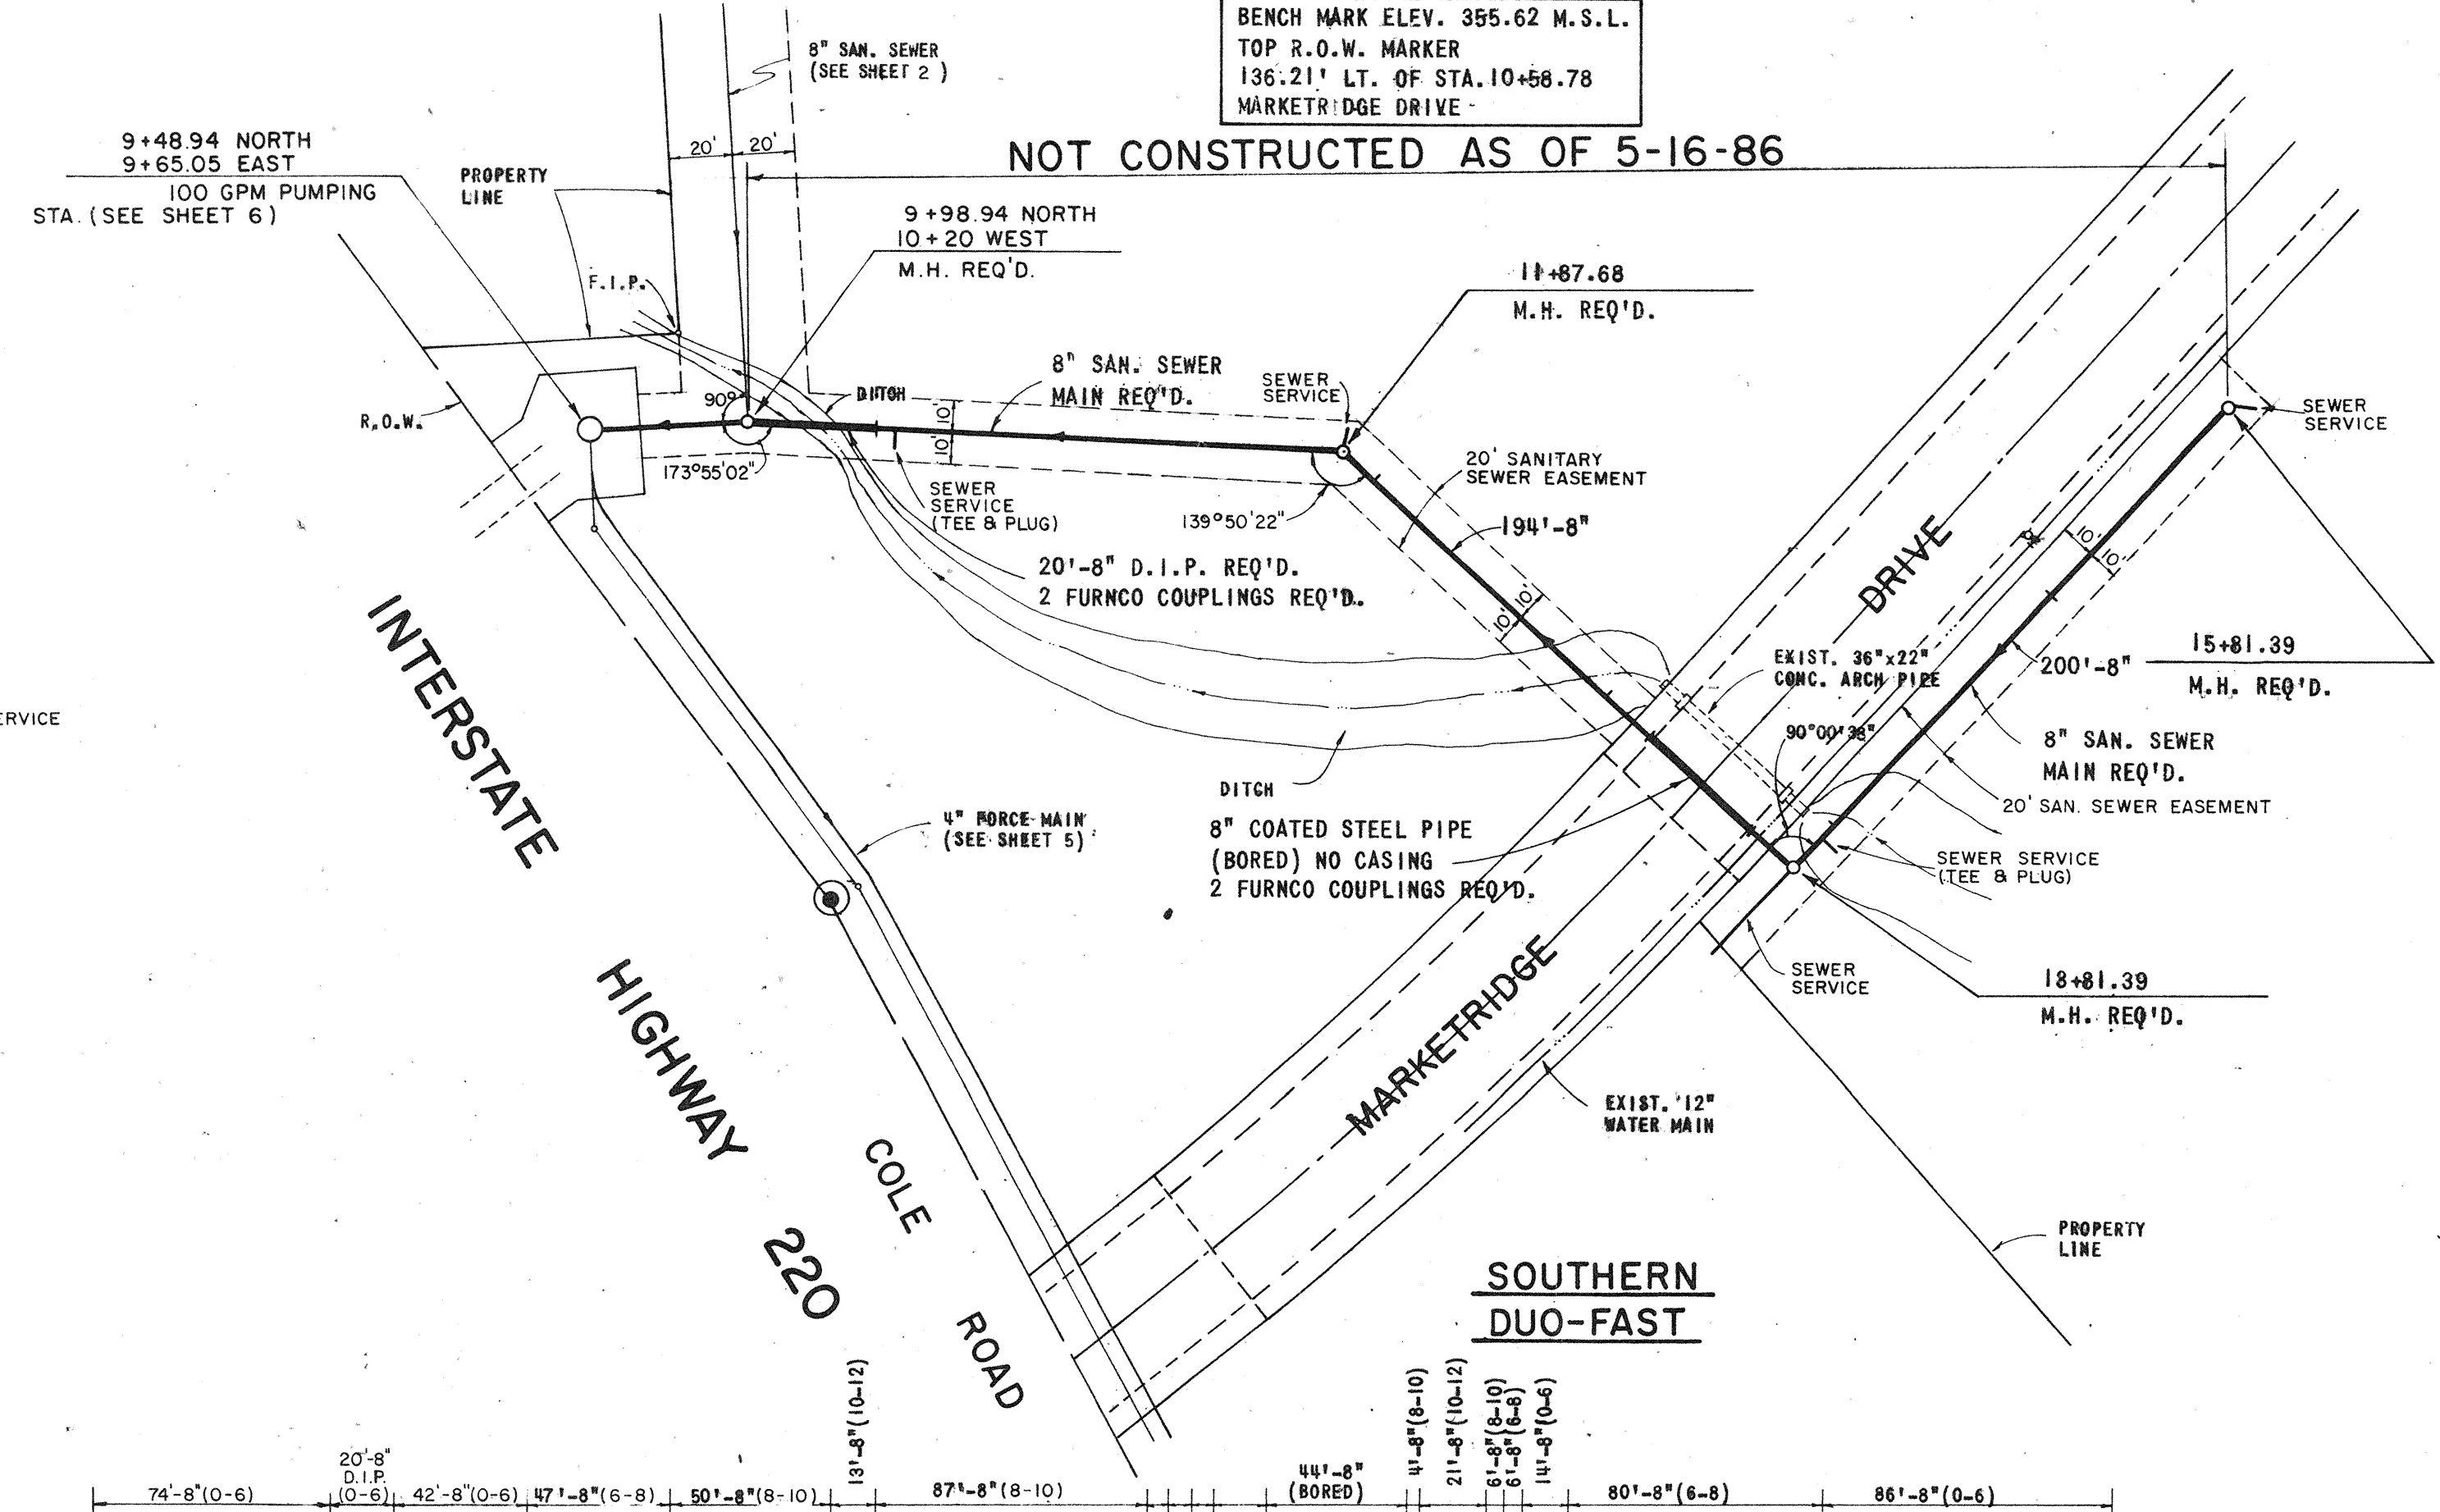 BENCH MARK ELEV. 355.62 M.S.L.
TOP R.O.W. MARKER
136.21' LT. OF STA. 10+58.78
MARKETRIDGE DRIVE
8" SAN. SEWER
(SEE SHEET 2 )
NOT CONSTRUCTED AS OF 5-16-86
9+48.94 NORTH
9+65.05 EAST
100 GPM PUMPING
STA. (SEE SHEET 6)
PROPERTY
LINE
20'
20'
9+98.94 NORTH
10+20 WEST
M.H. REQ'D.
F.I.P.
11+87.68
M.H. REQ'D.
R.O.W.
90°
DITCH
8" SAN. SEWER
MAIN REQ'D.
10'
10'
SEWER
SERVICE
SEWER
SERVICE
173°55'02"
SEWER
SERVICE
(TEE & PLUG)
139°50'22"
20' SANITARY
SEWER EASEMENT
194'-8"
20'-8" D.I.P. REQ'D.
2 FURNCO COUPLINGS REQ'D.
10'
10'
10'
10'
DRIVE
EXIST. 36"x22"
CONC. ARCH PIPE
200'-8"
15+81.39
M.H. REQ'D.
90°00'38"
8" SAN. SEWER
MAIN REQ'D.
20' SAN. SEWER EASEMENT
ERVICE
INTERSTATE
HIGHWAY
220
DITCH
4" FORCE MAIN
(SEE SHEET 5)
8" COATED STEEL PIPE
(BORED) NO CASING
2 FURNCO COUPLINGS REQ'D.
SEWER SERVICE
(TEE & PLUG)
SEWER
SERVICE
18+81.39
M.H. REQ'D.
MARKETRIDGE
EXIST. 12"
WATER MAIN
COLE
ROAD
PROPERTY
LINE
SOUTHERN
DUO-FAST
74'-8"(0-6)
20'-8"
D.I.P.
(0-6)
42'-8"(0-6)
47'-8"(6-8)
50'-8"(8-10)
13'-8"(10-12)
87'-8"(8-10)
44'-8"
(BORED)
4'-8"(8-10)
21'-8"(10-12)
6'-8"(8-10)
6'-8"(6-8)
14'-8"(0-6)
80'-8"(6-8)
86'-8"(0-6)